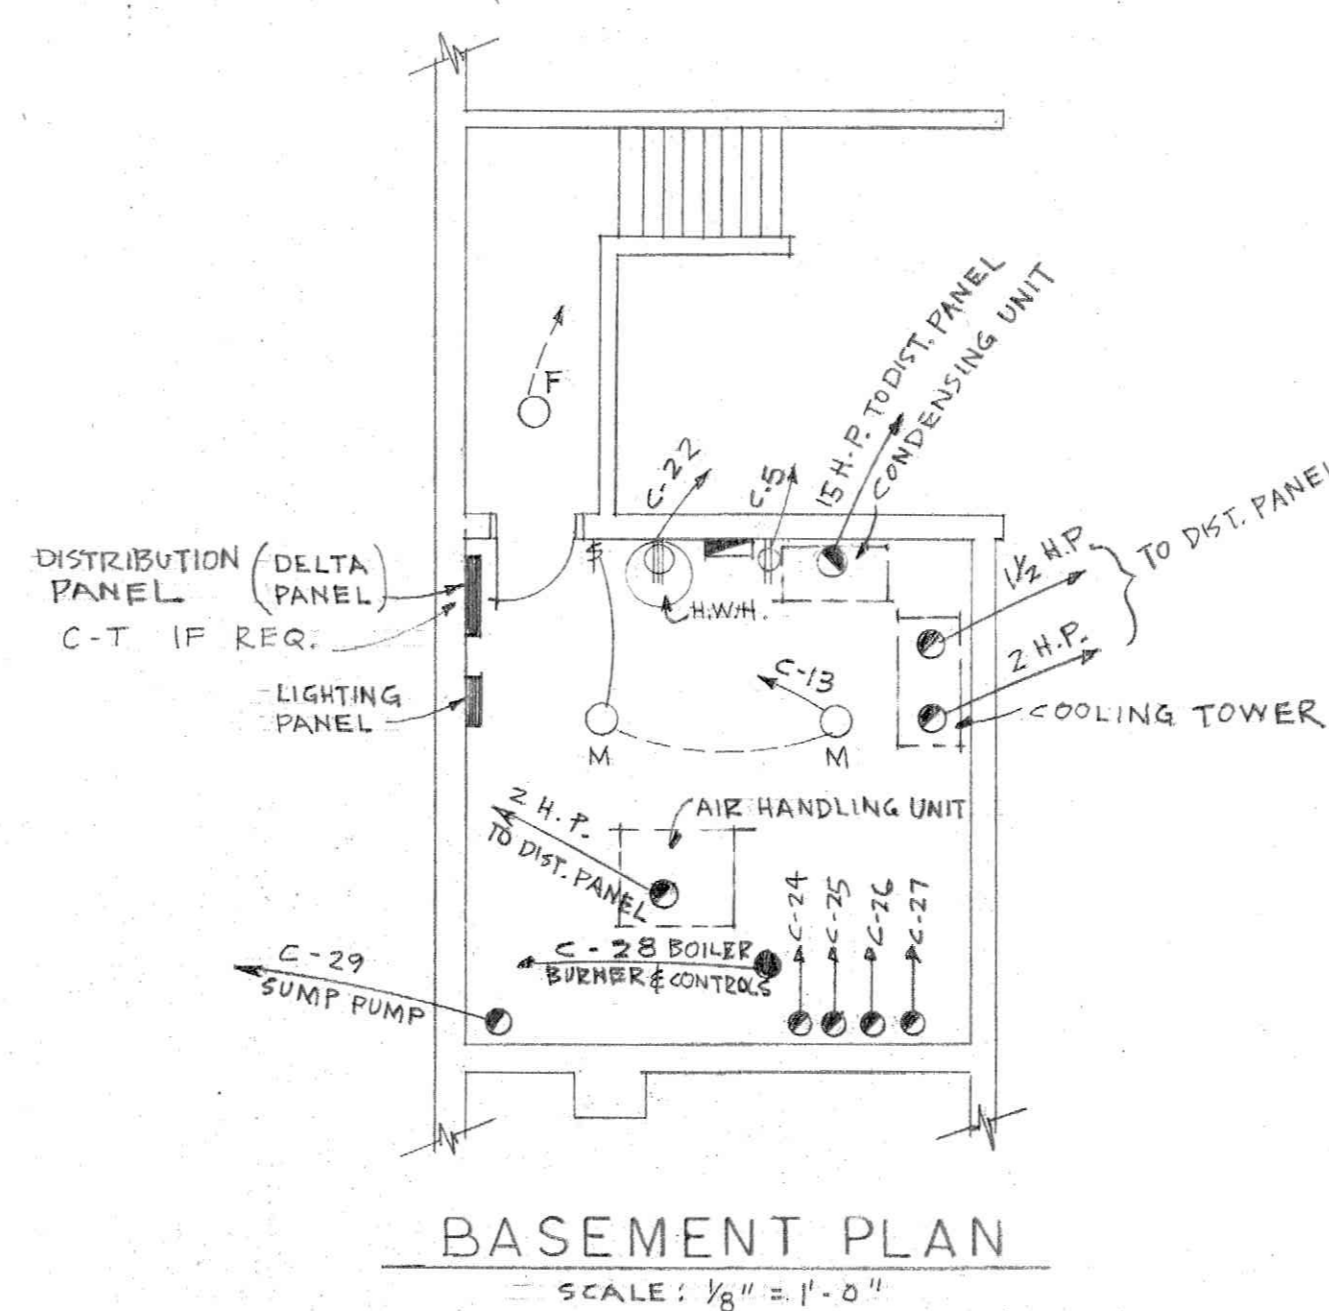 F
C-22
C-5
15 H.P. TO DIST. PANEL
CONDENSING UNIT
DISTRIBUTION
PANEL
(DELTA
PANEL)
C-T IF REQ.
$
H.W.H.
1½ H.P.
2 H.P.
TO DIST. PANEL
LIGHTING
PANEL
C-13
COOLING TOWER
M
M
2 H.P.
TO DIST. PANEL
AIR HANDLING UNIT
C-24
C-25
C-26
C-27
C-28 BOILER
BURNER & CONTROLS
C-29
SUMP PUMP
BASEMENT PLAN
SCALE: 1/8" = 1'-0"